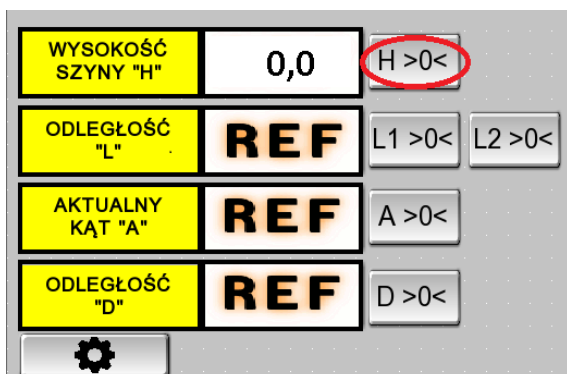 WYSOKOŚĆ
SZYNY "H"
0,0
H >0<
ODLEGŁOŚĆ
"L"
REF
L1 >0<
L2 >0<
AKTUALNY
KĄT "A"
REF
A >0<
ODLEGŁOŚĆ
"D"
REF
D >0<